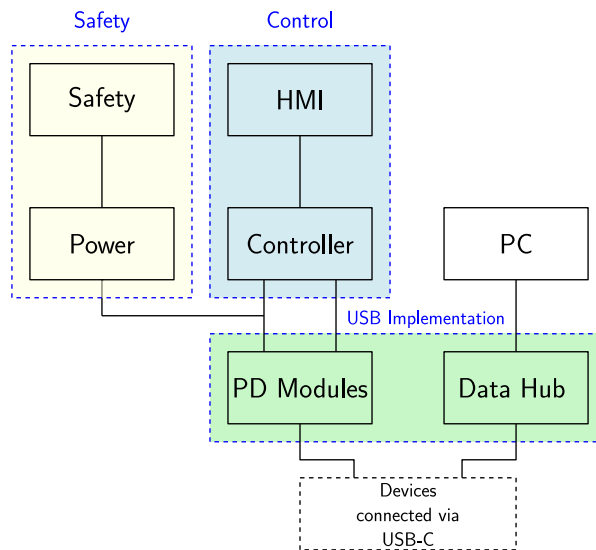 Safety
Control
Safety
HMI
Power
Controller
PC
USB Implementation
PD Modules
Data Hub
Devices
connected via
USB-C